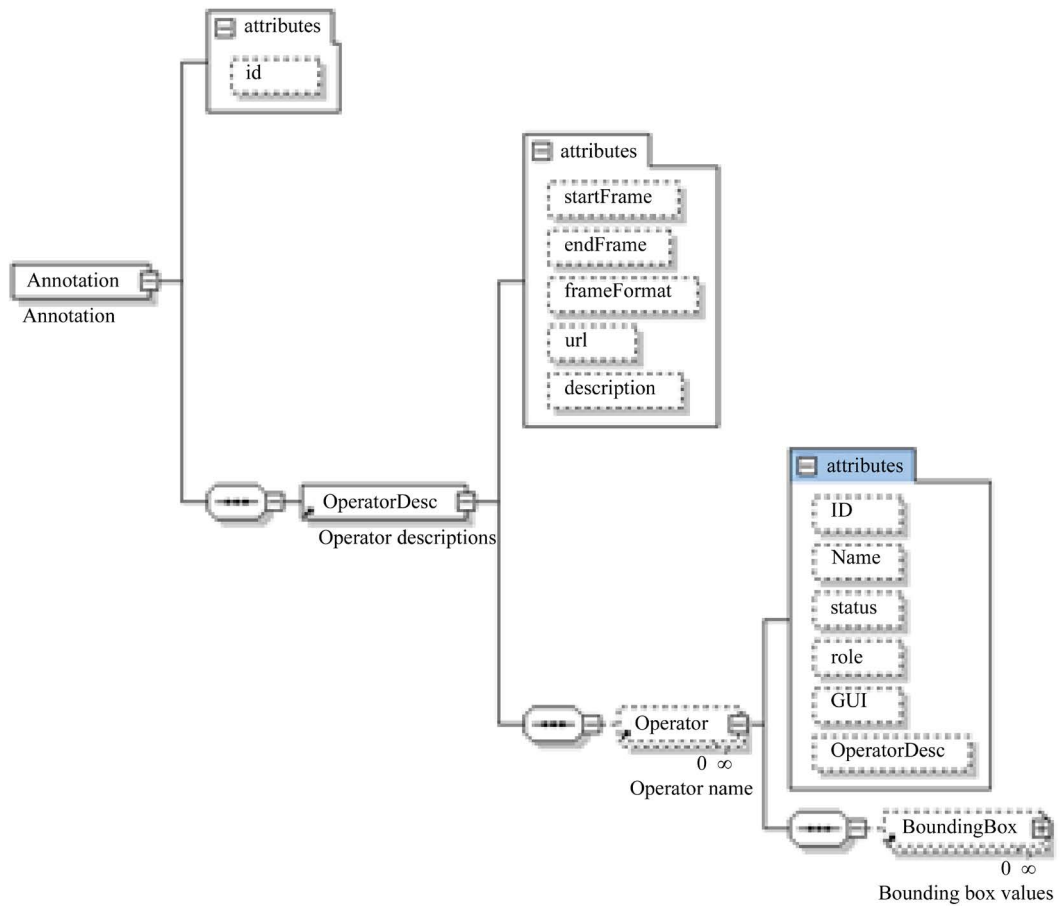 attributes
id
attributes
startFrame
endFrame
frameFormat
url
description
Annotation
Annotation
OperatorDesc
Operator descriptions
attributes
ID
Name
status
role
GUI
OperatorDesc
Operator
0 ∞
Operator name
BoundingBox
0 ∞
Bounding box values